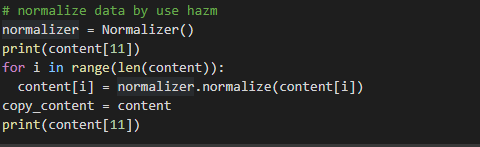 # normalize data by use hazm
normalizer = Normalizer()
print(content[11])
for i in range(len(content)):
  content[i] = normalizer.normalize(content[i])
copy_content = content
print(content[11])